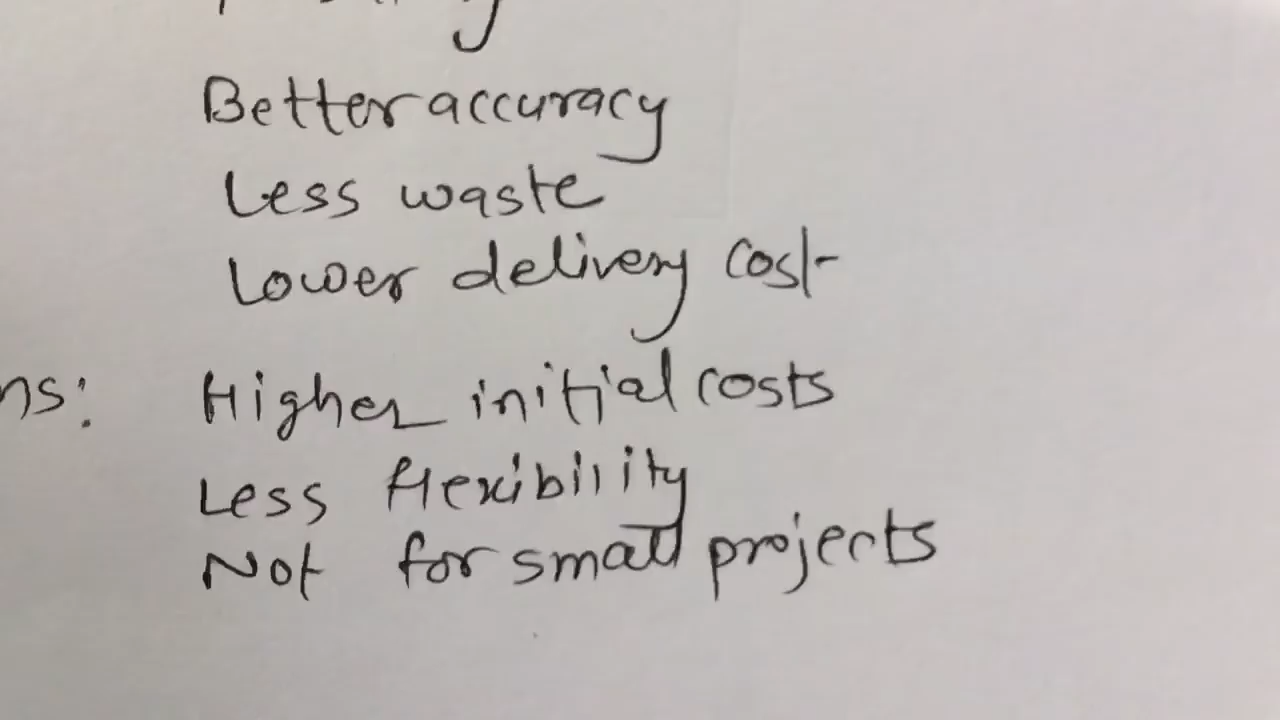 Better accuracy
Less waste
Lower delivery cost
ns: Higher initial costs
Less flexibility
Not for small projects